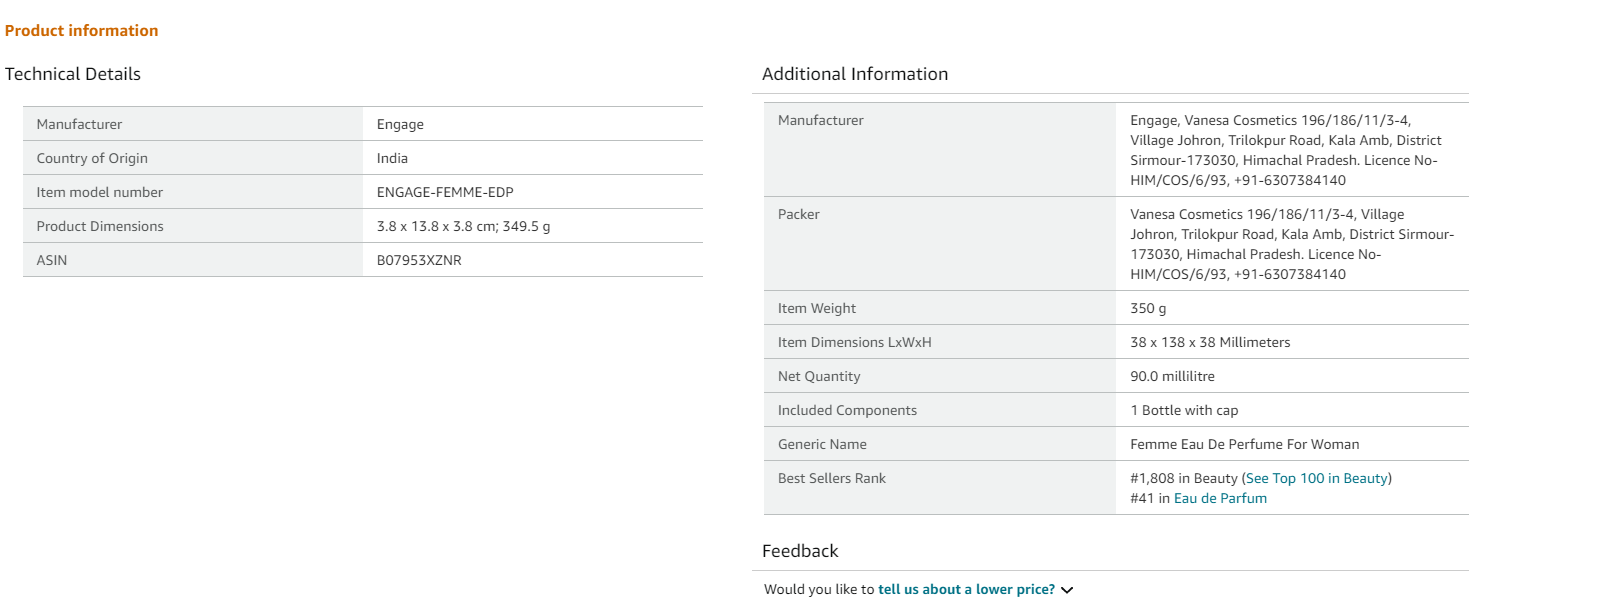 Product information
Technical Details
Manufacturer Engage
Country of Origin India
Item model number ENGAGE-FEMME-EDP
Product Dimensions 3.8 x 13.8 x 3.8 cm; 349.5 g
ASIN B07953XZNR
Additional Information
Manufacturer Engage, Vanesa Cosmetics 196/186/11/3-4,
Village Johron, Trilokpur Road, Kala Amb, District
Sirmour-173030, Himachal Pradesh. Licence No-
HIM/COS/6/93, +91-6307384140
Packer Vanesa Cosmetics 196/186/11/3-4, Village
Johron, Trilokpur Road, Kala Amb, District Sirmour-
173030, Himachal Pradesh. Licence No-
HIM/COS/6/93, +91-6307384140
Item Weight 350 g
Item Dimensions LxWxH 38 x 138 x 38 Millimeters
Net Quantity 90.0 millilitre
Included Components 1 Bottle with cap
Generic Name Femme Eau De Perfume For Woman
Best Sellers Rank #1,808 in Beauty (See Top 100 in Beauty)
#41 in Eau de Parfum
Feedback
Would you like to tell us about a lower price?